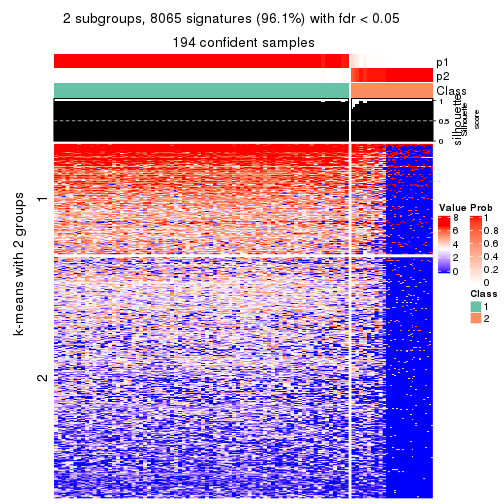 2 subgroups, 8065 signatures (96.1%) with fdr < 0.05
194 confident samples
p1
p2
Class
1
0.5
0
silhouette
Silhouette
score
k-means with 2 groups
1
2
Value
8
6
4
2
0
Prob
1
0.8
0.6
0.4
0.2
0
Class
1
2